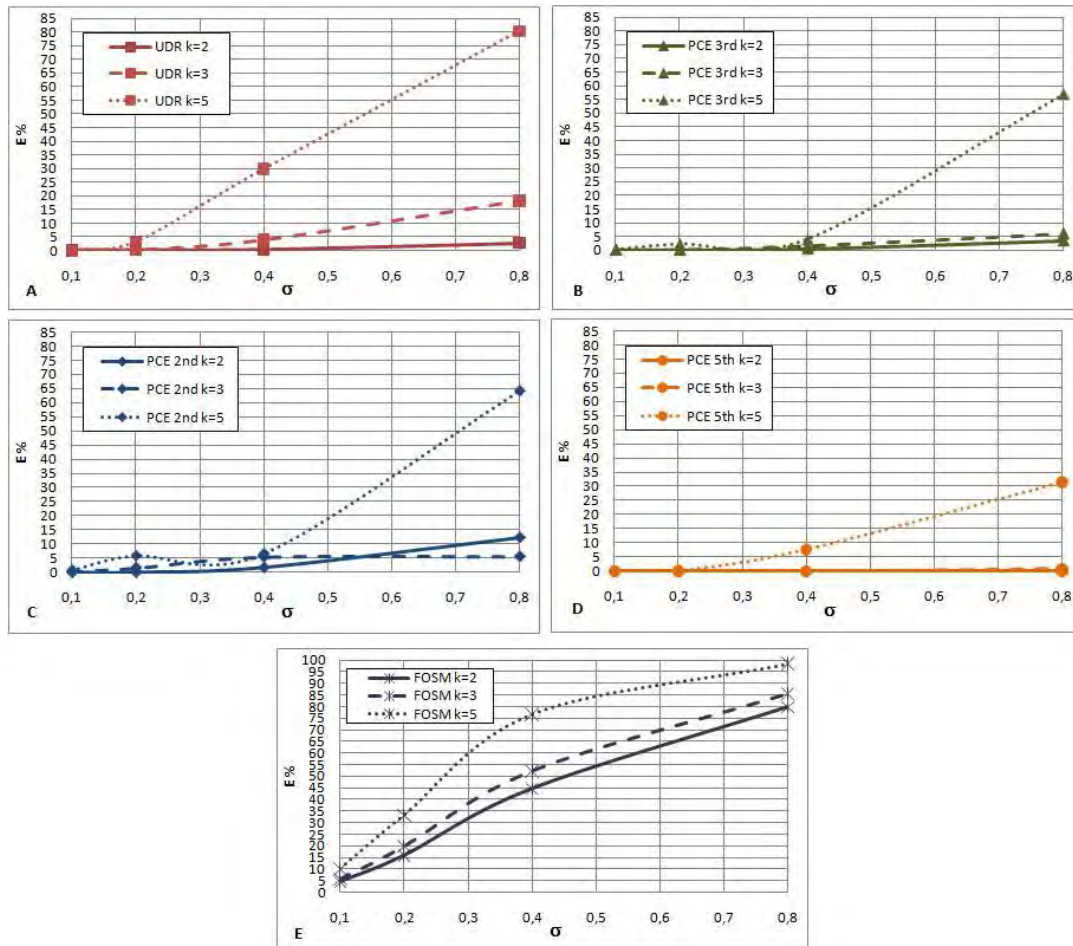 85
80
75
70
65
60
55
50
45
40
35
30
25
20
15
10
5
0
E %
UDR k=2
UDR k=3
UDR k=5
0,1 0,2 0,3 0,4 0,5 0,6 0,7 0,8
A
σ
85
80
75
70
65
60
55
50
45
40
35
30
25
20
15
10
5
0
E %
PCE 3rd k=2
PCE 3rd k=3
PCE 3rd k=5
0,1 0,2 0,3 0,4 0,5 0,6 0,7 0,8
B
σ
85
80
75
70
65
60
55
50
45
40
35
30
25
20
15
10
5
0
E %
PCE 2nd k=2
PCE 2nd k=3
PCE 2nd k=5
0,1 0,2 0,3 0,4 0,5 0,6 0,7 0,8
C
σ
85
80
75
70
65
60
55
50
45
40
35
30
25
20
15
10
5
0
E %
PCE 5th k=2
PCE 5th k=3
PCE 5th k=5
0,1 0,2 0,3 0,4 0,5 0,6 0,7 0,8
D
σ
100
95
90
85
80
75
70
65
60
55
50
45
40
35
30
25
20
15
10
5
0
E %
FOSM k=2
FOSM k=3
FOSM k=5
0,1 0,2 0,3 0,4 0,5 0,6 0,7 0,8
E
σ